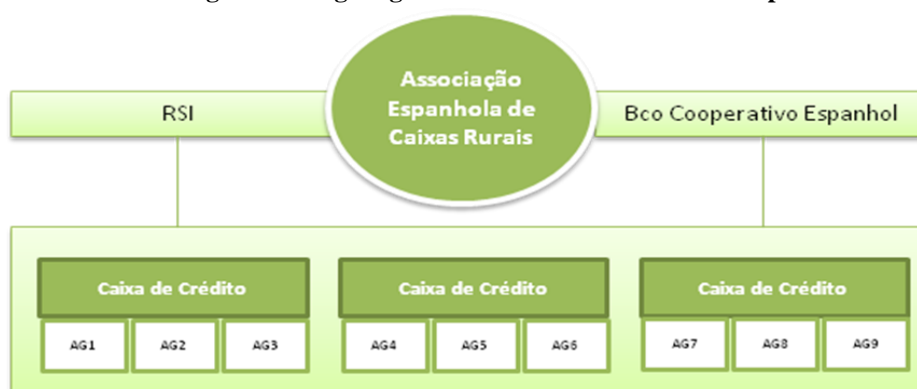 Associação
Espanhola de
Caixas Rurais
RSI
Bco Cooperativo Espanhol
Caixa de Crédito
Caixa de Crédito
Caixa de Crédito
AG1 AG2 AG3 AG4 AG5 AG6 AG7 AG8 AG9